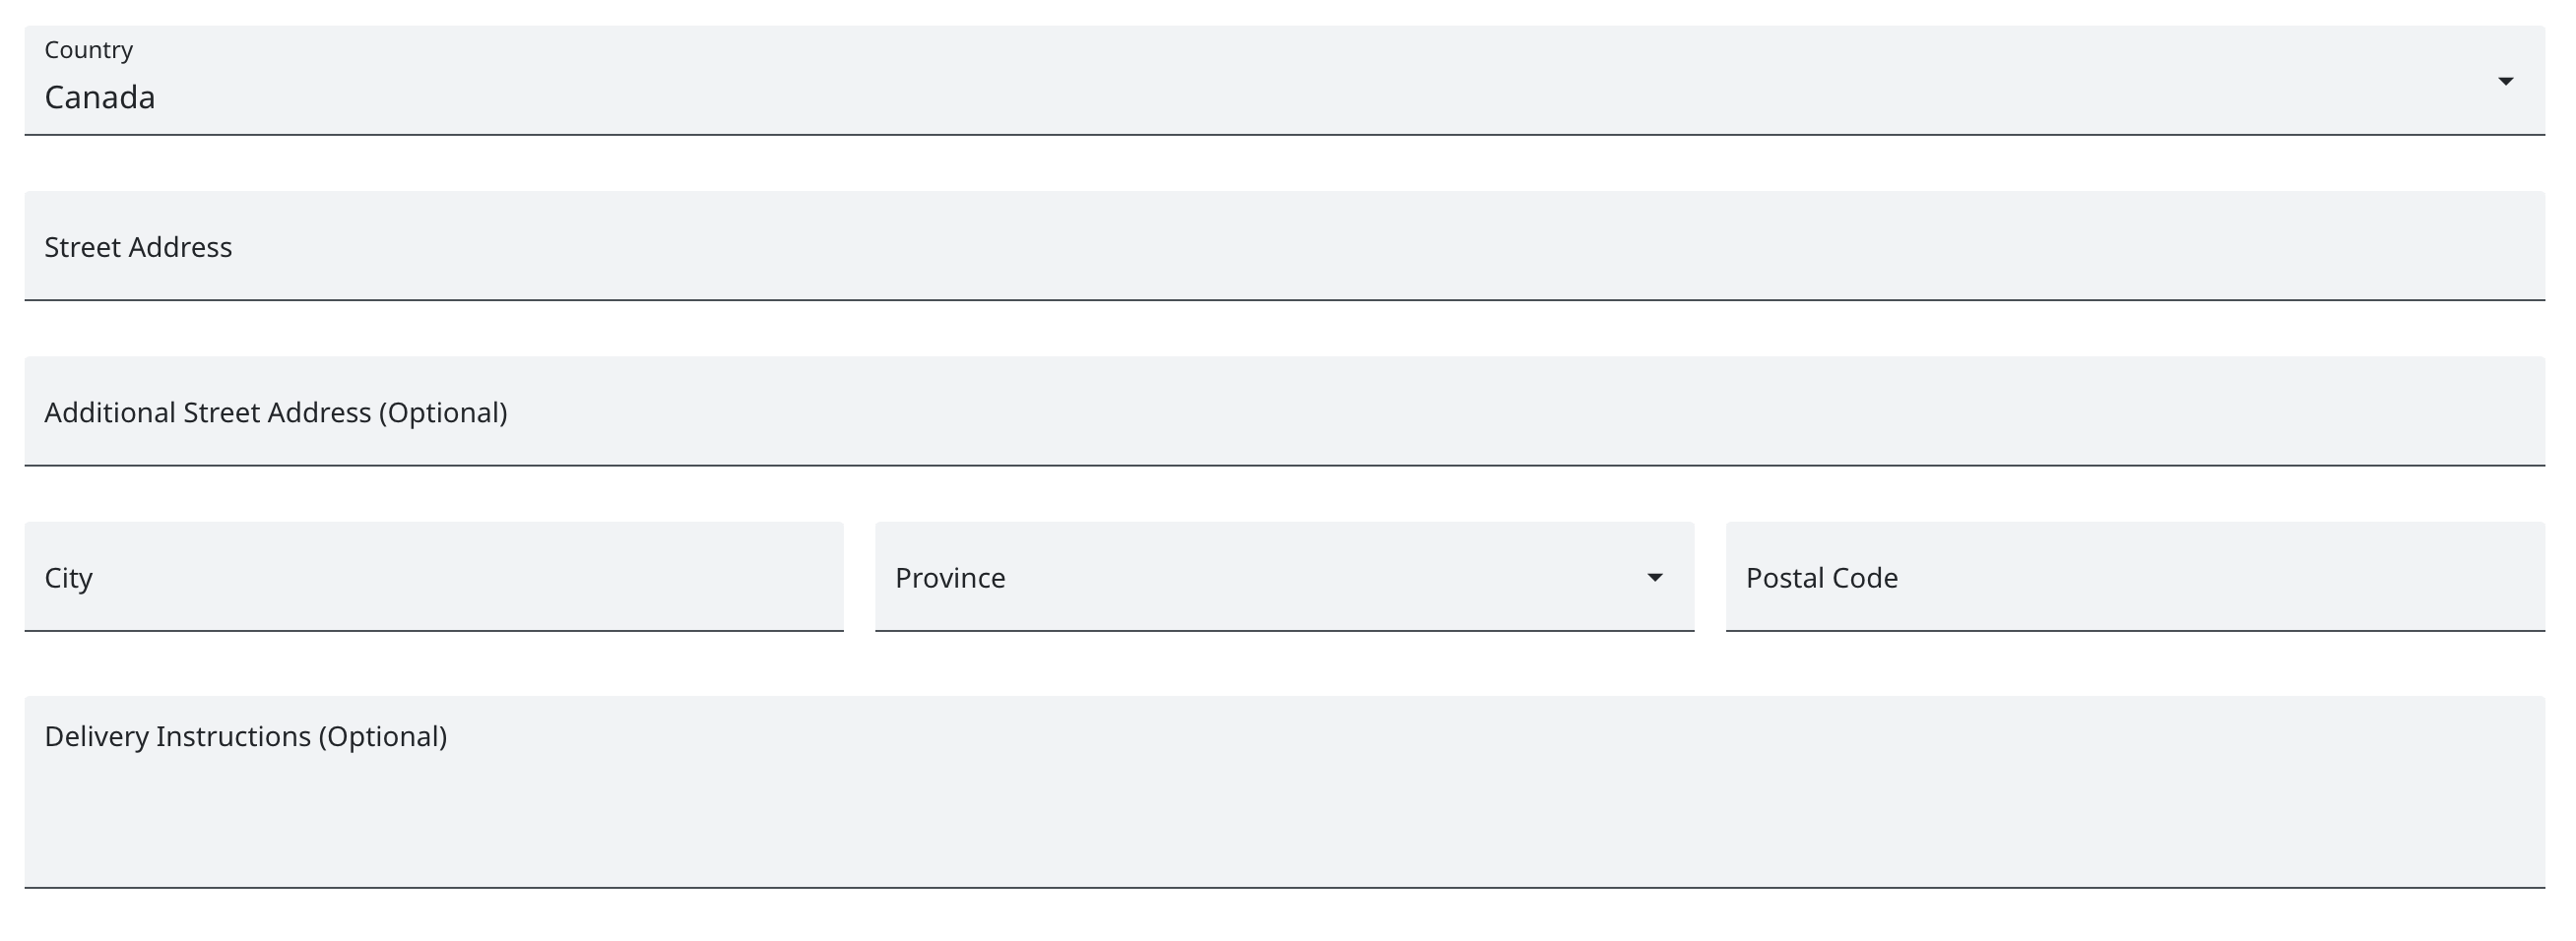 Country
Canada
Street Address
Additional Street Address (Optional)
City
Province
Postal Code
Delivery Instructions (Optional)